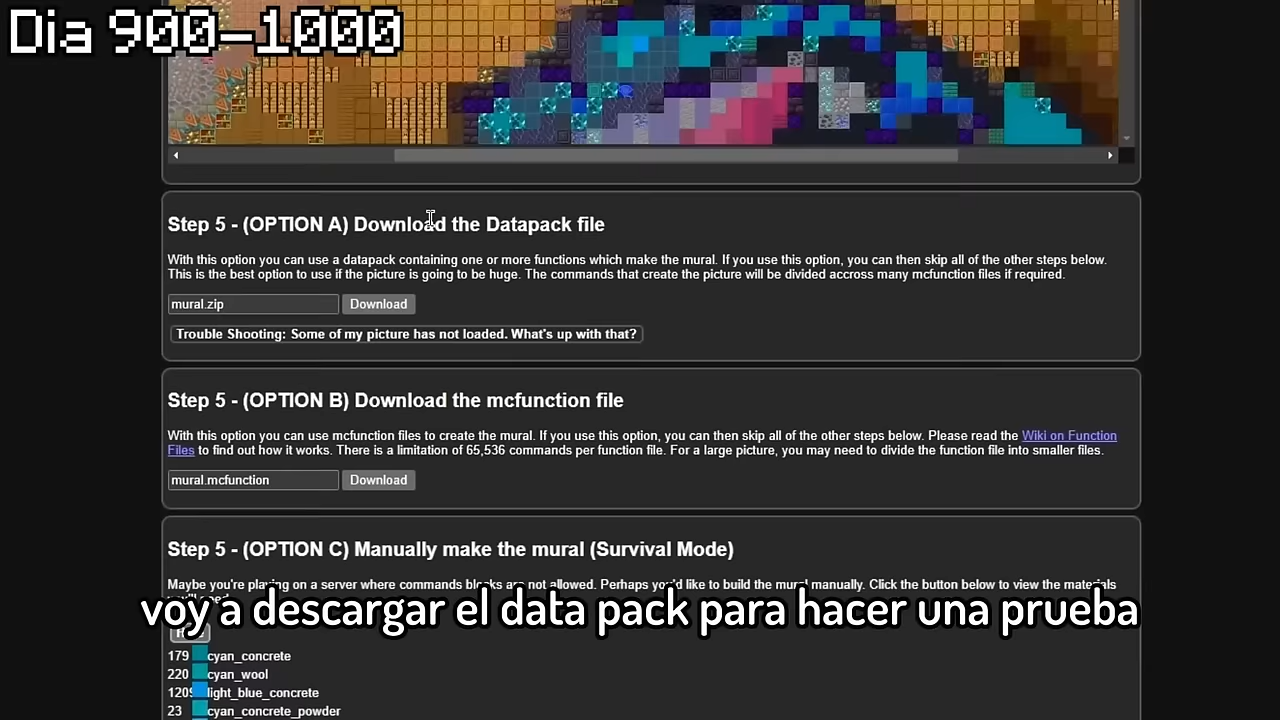 Dia 900-1000
Step 5 - (OPTION A) Download the Datapack file
With this option you can use a datapack containing one or more functions which make the mural. If you use this option, you can then skip all of the other steps below.
This is the best option to use if the picture is going to be huge. The commands that create the picture will be divided accross many mcfunction files if required.
mural.zip Download
Trouble Shooting: Some of my picture has not loaded. What's up with that?
Step 5 - (OPTION B) Download the mcfunction file
With this option you can use mcfunction files to create the mural. If you use this option, you can then skip all of the other steps below. Please read the Wiki on Function
Files to find out how it works. There is a limitation of 65,536 commands per function file. For a large picture, you may need to divide the function file into smaller files.
mural.mcfunction Download
Step 5 - (OPTION C) Manually make the mural (Survival Mode)
Maybe you're playing on a server where commands blocks are not allowed. Perhaps you'd like to build the mural manually. Click the button below to view the materials
voy a descargar el data pack para hacer una prueba
179 cyan_concrete
220 cyan_wool
1209 light_blue_concrete
23 cyan_concrete_powder